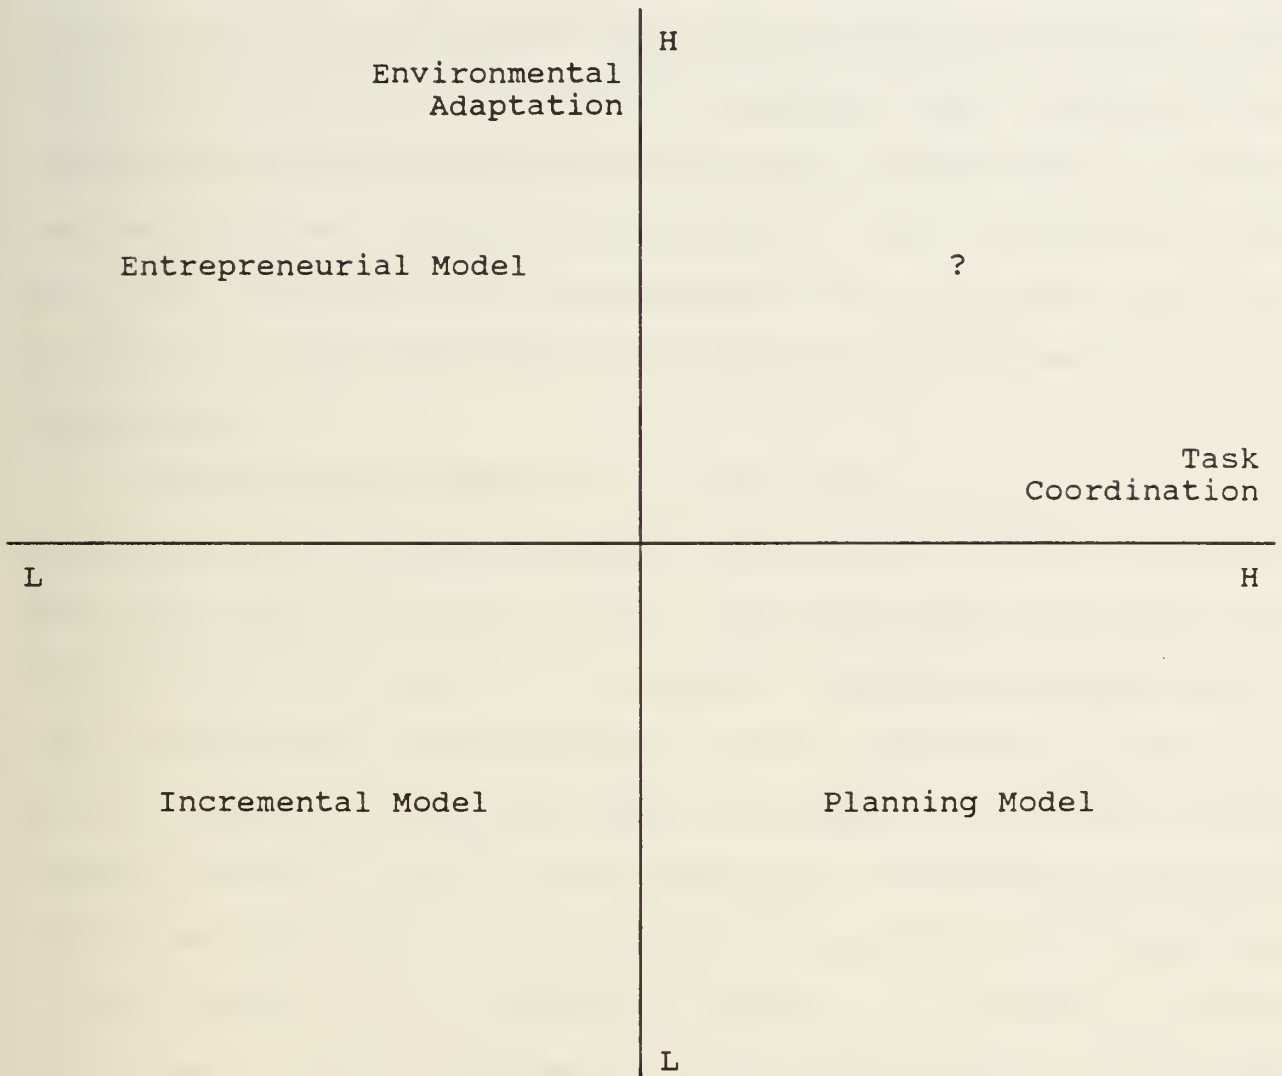 H
Environmental
Adaptation
Entrepreneurial Model
?
Task
Coordination
L
H
Incremental Model
Planning Model
L